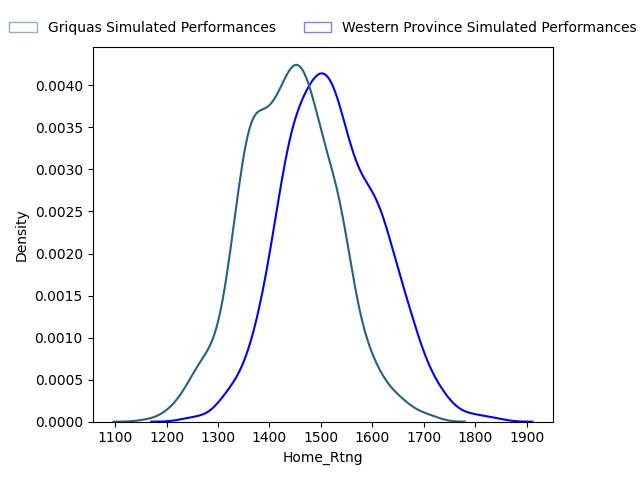 Griquas Simulated Performances
Western Province Simulated Performances
0.0040
0.0035
0.0030
0.0025
0.0020
0.0015
0.0010
0.0005
0.0000
Density
1100 1200 1300 1400 1500 1600 1700 1800 1900
Home_Rtng